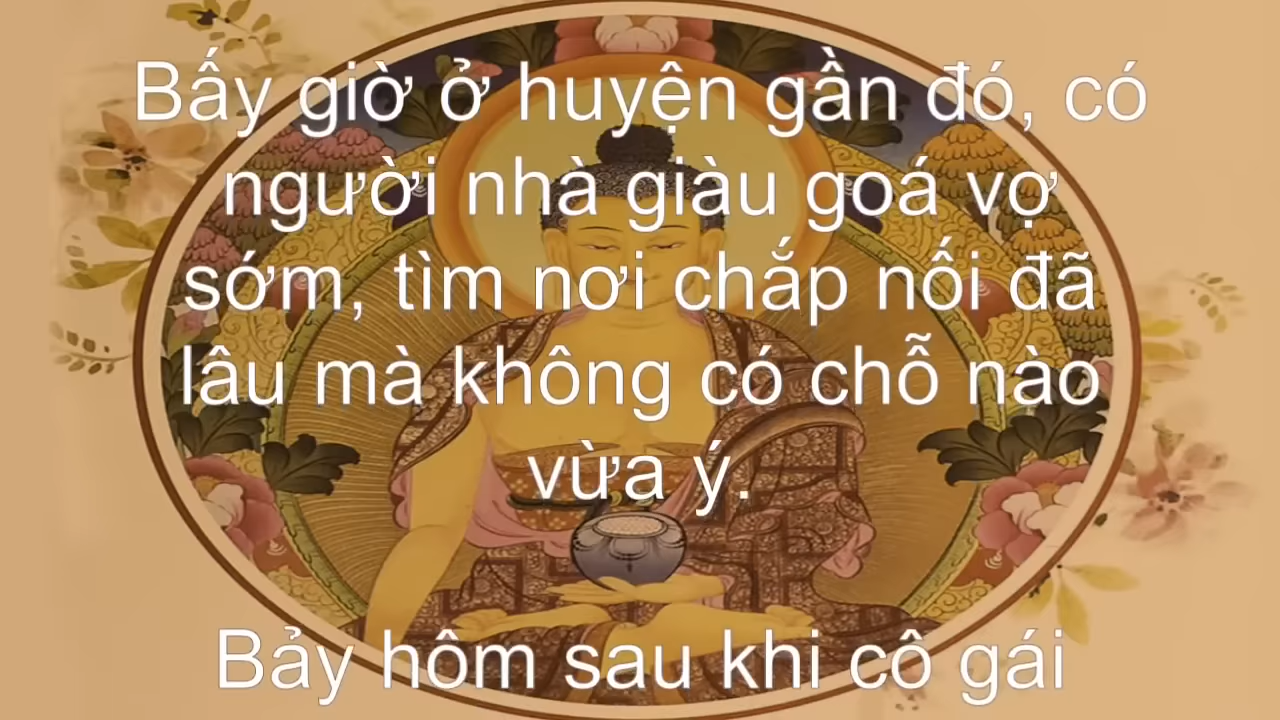 Bấy giờ ở huyện gần đó, có
người nhà giàu goá vợ
sớm, tìm nơi chắp nối đã
lâu mà không có chỗ nào
vừa ý.
Bảy hôm sau khi cô gái